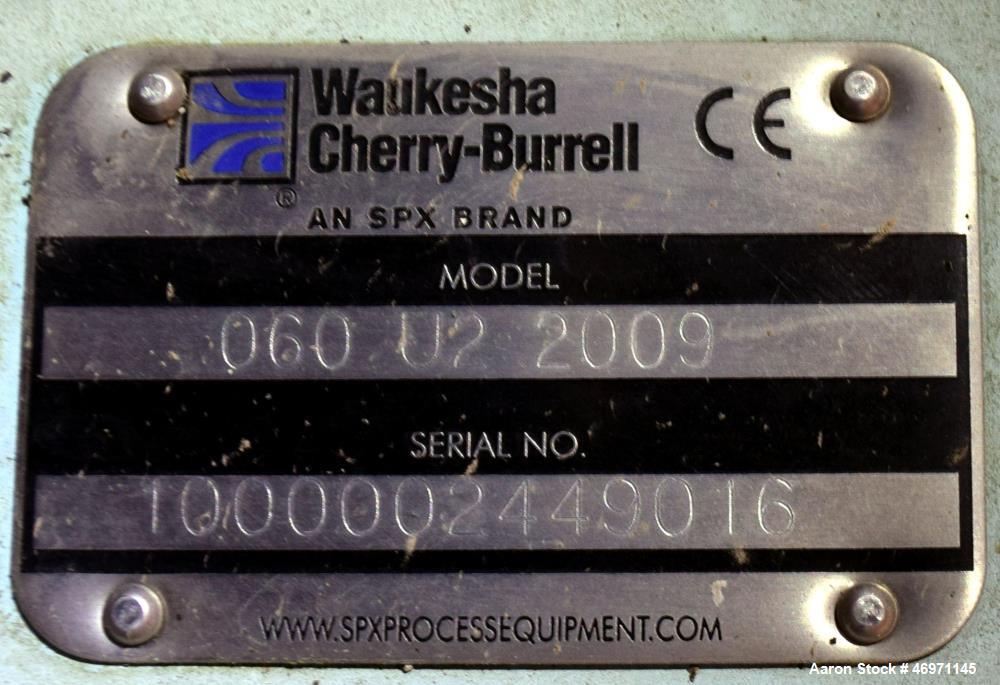 Waukesha
Cherry-Burrell
CE
®
AN SPX BRAND
MODEL
060 U2 2009
SERIAL NO.
1000002449016
WWW.SPXPROCESSEQUIPMENT.COM
Aaron Stock # 46971145